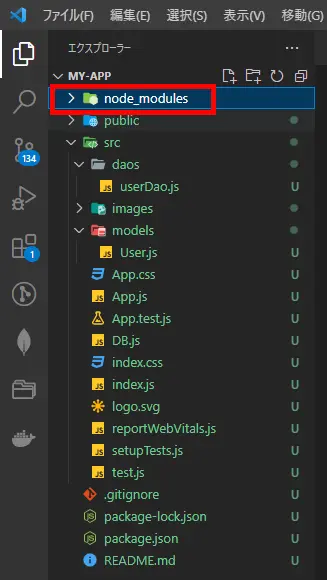 ファイル(F) 編集(E) 選択(S) 表示(V) 移動(G)
エクスプローラー
MY-APP
node_modules
public
src
daos
userDao.js U
images
models
User.js U
App.css U
App.js U
App.test.js U
DB.js U
index.css U
index.js U
logo.svg U
reportWebVitals.js U
setupTests.js U
test.js U
.gitignore U
package-lock.json U
package.json U
README.md U
134
1